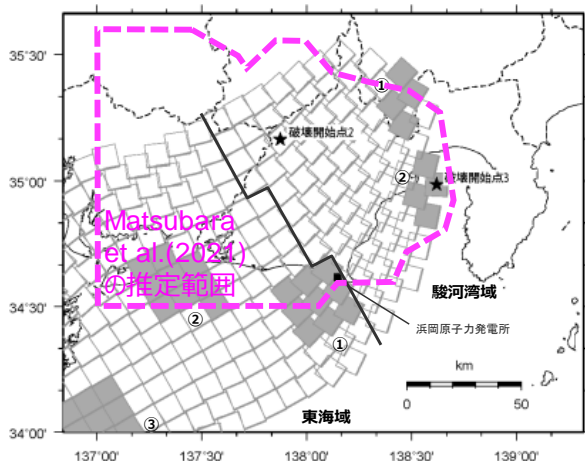 35°30'
①
破壊開始点2
35°00'
②
破壊開始点3
Matsubara
et al.(2021)
の推定範囲
駿河湾域
34°30'
②
浜岡原子力発電所
①
km
0
50
東海域
③
34°00'
137°00'
137°30'
138°00'
138°30'
139°00'